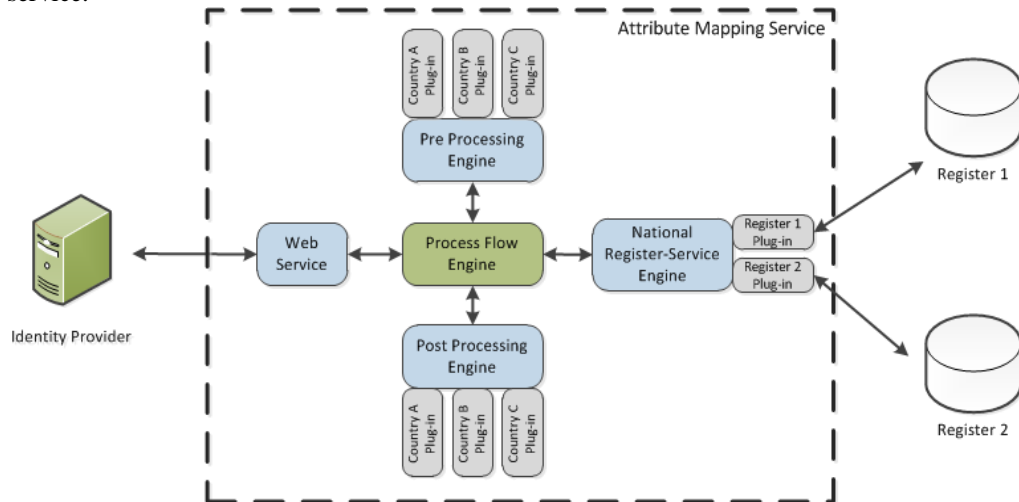 service.
Attribute Mapping Service
Country A
Plug-in
Country B
Plug-in
Country C
Plug-in
Pre Processing
Engine
Register 1
Identity Provider
Web
Service
Process Flow
Engine
National
Register-Service
Engine
Register 1
Plug-in
Register 2
Plug-in
Post Processing
Engine
Country A
Plug-in
Country B
Plug-in
Country C
Plug-in
Register 2